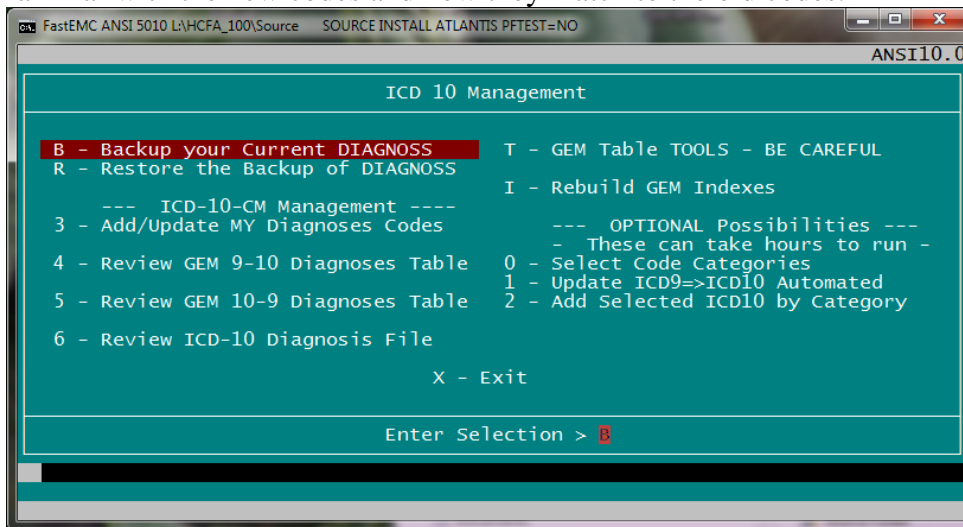 FastEMC ANSI 5010 L:\HCFA_100\Source SOURCE INSTALL ATLANTIS PFTEST=NO
ANSI10.0
ICD 10 Management
B - Backup your Current DIAGNOSS
R - Restore the Backup of DIAGNOSS
--- ICD-10-CM Management ----
3 - Add/Update MY Diagnoses Codes
4 - Review GEM 9-10 Diagnoses Table
5 - Review GEM 10-9 Diagnoses Table
6 - Review ICD-10 Diagnosis File
T - GEM Table TOOLS - BE CAREFUL
I - Rebuild GEM Indexes
--- OPTIONAL Possibilities ---
- These can take hours to run -
0 - Select Code Categories
1 - Update ICD9=>ICD10 Automated
2 - Add Selected ICD10 by Category
X - Exit
Enter Selection > B